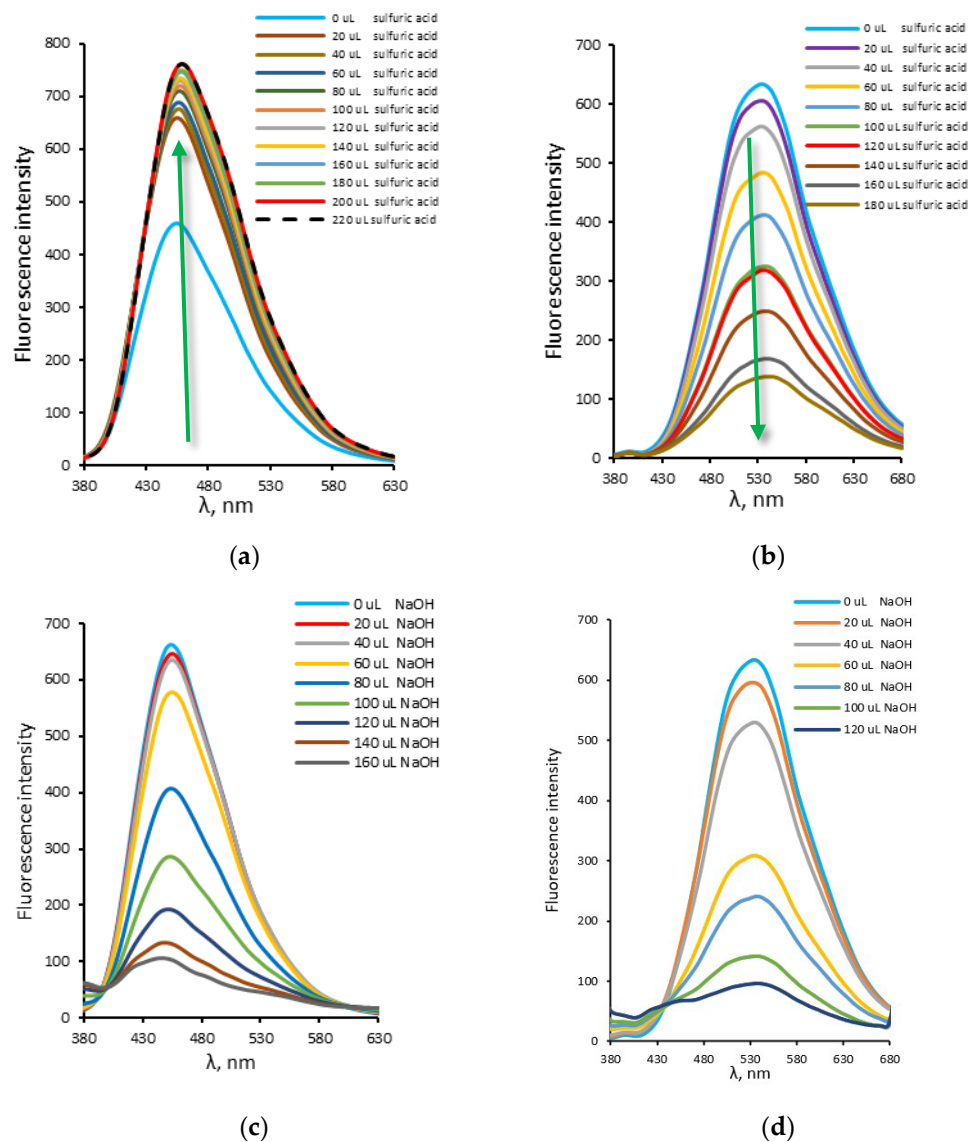 0 uL sulfuric acid
20 uL sulfuric acid
40 uL sulfuric acid
60 uL sulfuric acid
80 uL sulfuric acid
100 uL sulfuric acid
120 uL sulfuric acid
140 uL sulfuric acid
160 uL sulfuric acid
180 uL sulfuric acid
200 uL sulfuric acid
220 uL sulfuric acid
800
700
600
500
400
300
200
100
0
Fluorescence intensity
380 430 480 530 580 630
λ, nm
(a)
0 uL sulfuric acid
20 uL sulfuric acid
40 uL sulfuric acid
60 uL sulfuric acid
80 uL sulfuric acid
100 uL sulfuric acid
120 uL sulfuric acid
140 uL sulfuric acid
160 uL sulfuric acid
180 uL sulfuric acid
700
600
500
400
300
200
100
0
Fluorescence intensity
380 430 480 530 580 630 680
λ, nm
(b)
0 uL NaOH
20 uL NaOH
40 uL NaOH
60 uL NaOH
80 uL NaOH
100 uL NaOH
120 uL NaOH
140 uL NaOH
160 uL NaOH
700
600
500
400
300
200
100
0
Fluorescence intensity
380 430 480 530 580 630
λ, nm
(c)
0 uL NaOH
20 uL NaOH
40 uL NaOH
60 uL NaOH
80 uL NaOH
100 uL NaOH
120 uL NaOH
700
600
500
400
300
200
100
0
Fluorescence intensity
380 430 480 530 580 630 680
λ, nm
(d)